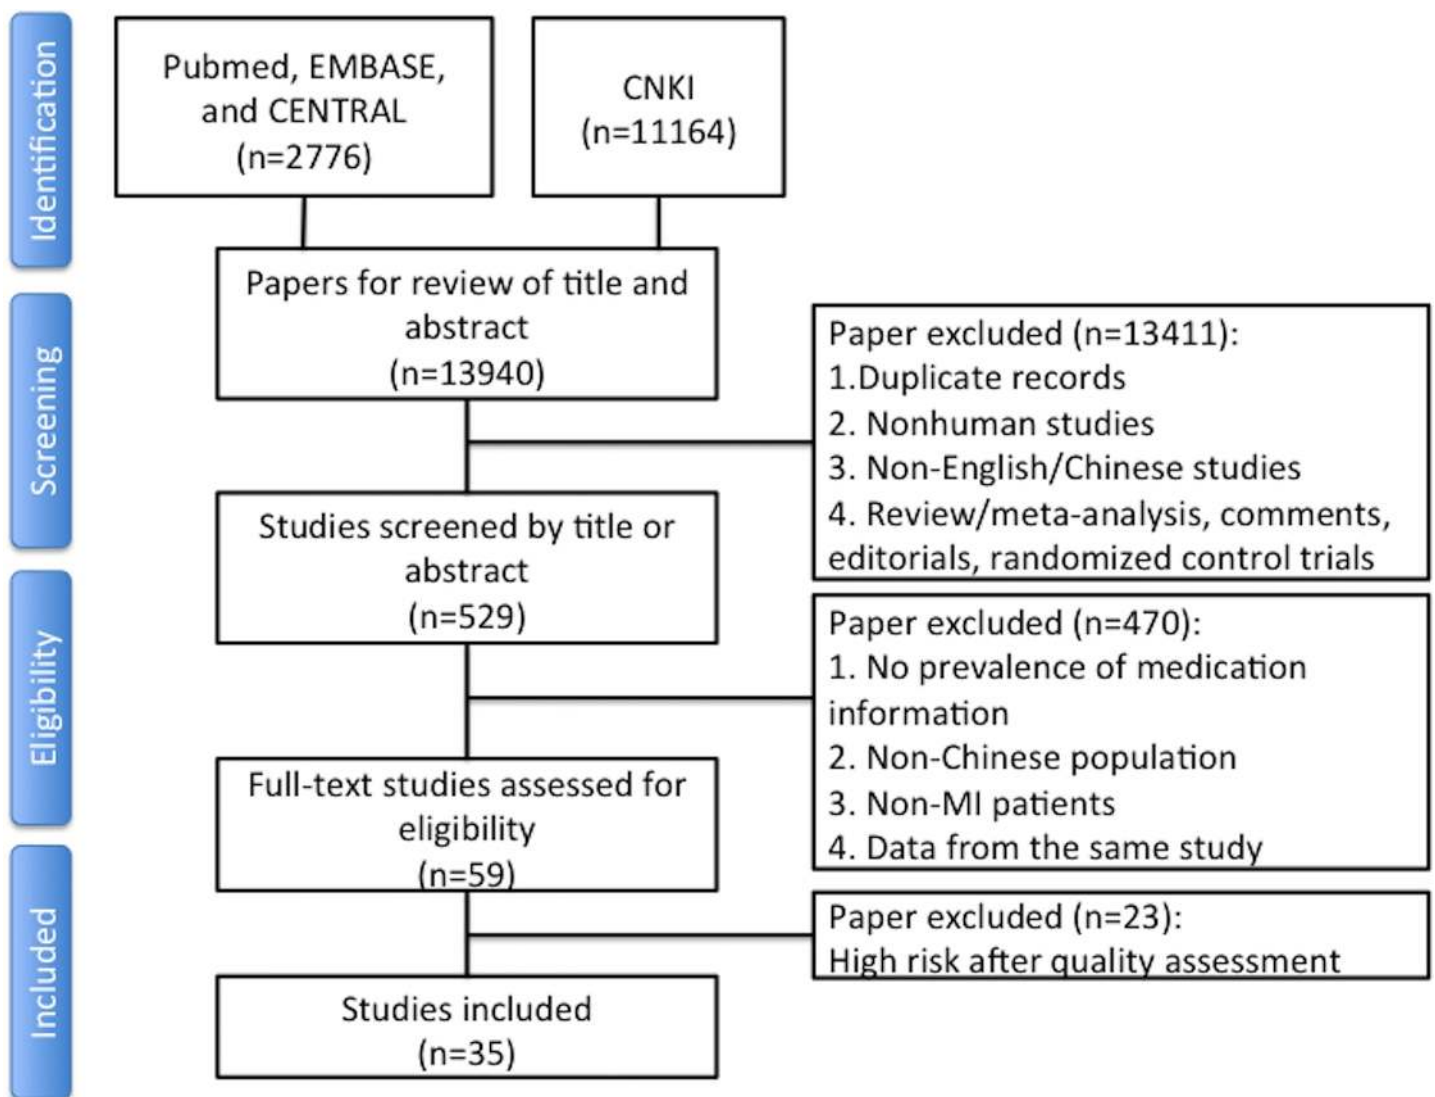 Identification
Pubmed, EMBASE,
and CENTRAL
(n=2776)
CNKI
(n=11164)
Screening
Papers for review of title and
abstract
(n=13940)
Paper excluded (n=13411):
1.Duplicate records
2. Nonhuman studies
3. Non-English/Chinese studies
4. Review/meta-analysis, comments,
editorials, randomized control trials
Studies screened by title or
abstract
(n=529)
Eligibility
Paper excluded (n=470):
1. No prevalence of medication
information
2. Non-Chinese population
3. Non-MI patients
4. Data from the same study
Full-text studies assessed for
eligibility
(n=59)
Included
Paper excluded (n=23):
High risk after quality assessment
Studies included
(n=35)